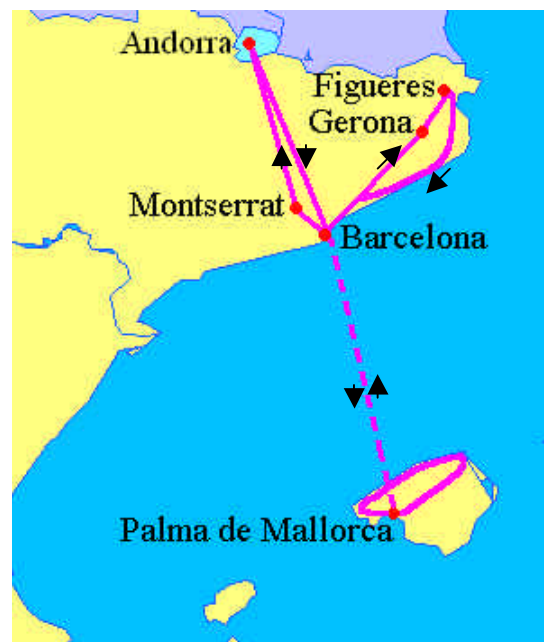 Andorra
Figueres
Gerona
Montserrat
Barcelona
Palma de Mallorca